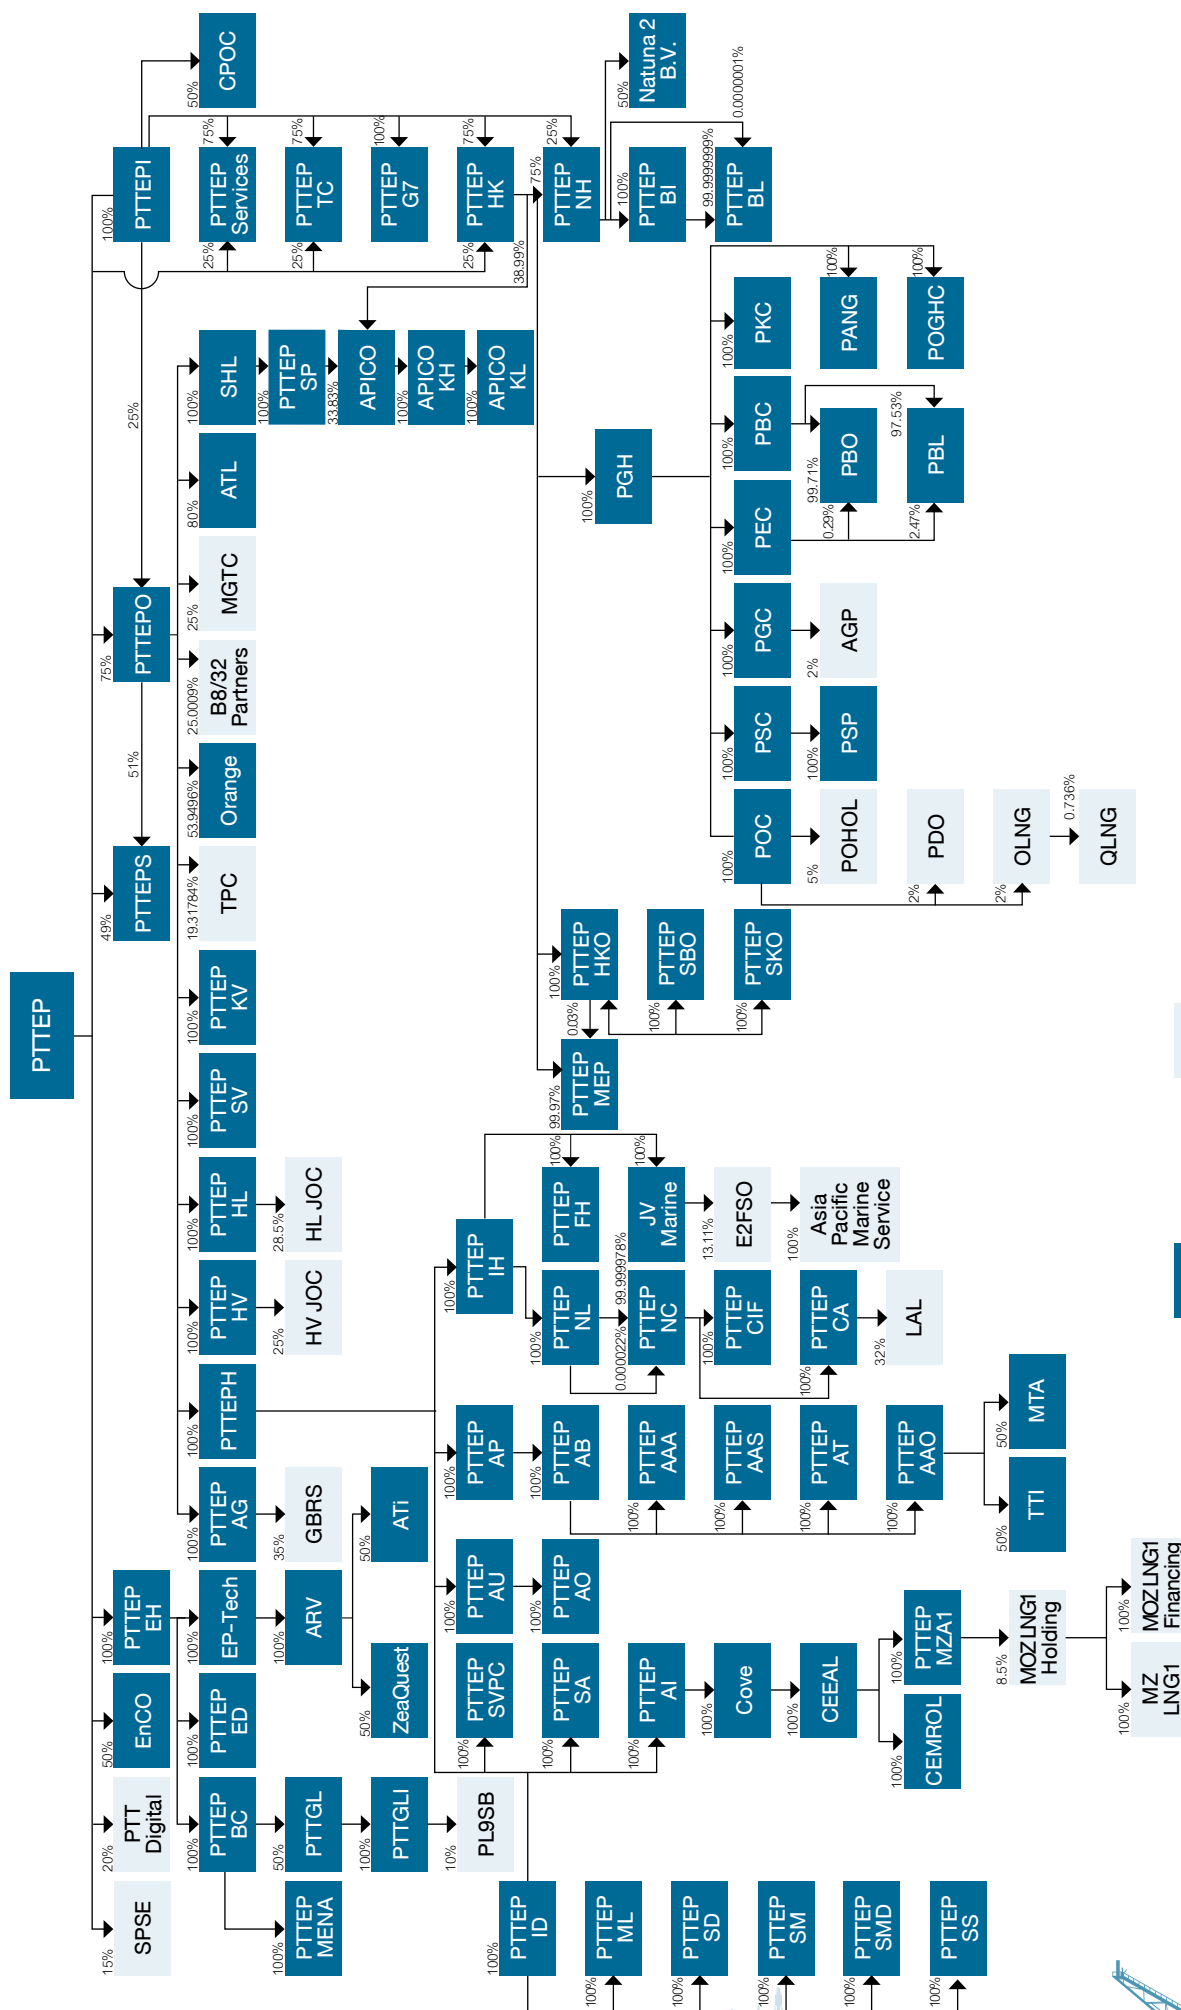 PTTEP
15%
SPSE
20%
PTT
Digital
50%
EnCO
100%
PTTEP
EH
49%
PTTEPS
51%
75%
PTTEPO
25%
100%
PTTEPI
100%
PTTEP
BC
100%
PTTEP
ED
100%
EP-Tech
100%
PTTEP
AG
100%
PTTEPH
100%
PTTEP
HV
100%
PTTEP
HL
100%
PTTEP
SV
100%
PTTEP
KV
19.31784%
TPC
53.9496%
Orange
25.0009%
B8/32
Partners
25%
MGTC
80%
ATL
100%
SHL
25%
PTTEP
Services
75%
50%
CPOC
100%
PTTEP
MENA
50%
PTTGL
100%
ARV
35%
GBRS
25%
HV JOC
28.5%
HL JOC
100%
PTTEP
SP
25%
PTTEP
TC
75%
100%
PTTGLI
50%
ZeaQuest
50%
ATi
33.83%
APICO
38.99%
PTTEP
G7
100%
10%
PL9SB
100%
PTTEP
SVPC
100%
PTTEP
AU
100%
PTTEP
AP
100%
PTTEP
IH
100%
APICO
KH
25%
PTTEP
HK
75%
100%
APICO
KL
100%
PTTEP
ID
100%
PTTEP
SA
100%
PTTEP
AO
100%
PTTEP
AB
100%
PTTEP
NL
100%
PTTEP
FH
99.97%
PTTEP
MEP
0.03%
100%
PTTEP
HKO
100%
PGH
75%
PTTEP
NH
25%
100%
PTTEP
ML
100%
PTTEP
AI
100%
PTTEP
AAA
0.000022%
99.999978%
PTTEP
NC
100%
JV
Marine
100%
PTTEP
SBO
100%
PTTEP
BI
50%
Natuna 2
B.V.
100%
PTTEP
SD
100%
Cove
100%
PTTEP
AAS
100%
PTTEP
CIF
13.11%
E2FSO
100%
PTTEP
SKO
100%
POC
100%
PSC
100%
PGC
100%
PEC
100%
PBC
100%
PKC
99.9999999%
PTTEP
BL
0.0000001%
100%
PTTEP
SM
100%
CEEAL
100%
PTTEP
AT
100%
PTTEP
CA
100%
Asia
Pacific
Marine
Service
5%
POHOL
100%
PSP
2%
AGP
0.29%
99.71%
PBO
100%
PANG
100%
PTTEP
SMD
100%
CEMROL
100%
PTTEP
MZA1
100%
PTTEP
AAO
32%
LAL
2%
PDO
2.47%
97.53%
PBL
100%
POGHC
100%
PTTEP
SS
8.5%
MOZ LNG1
Holding
50%
TTI
50%
MTA
2%
OLNG
0.736%
QLNG
100%
MZ
LNG1
100%
MOZ LNG1
Financing